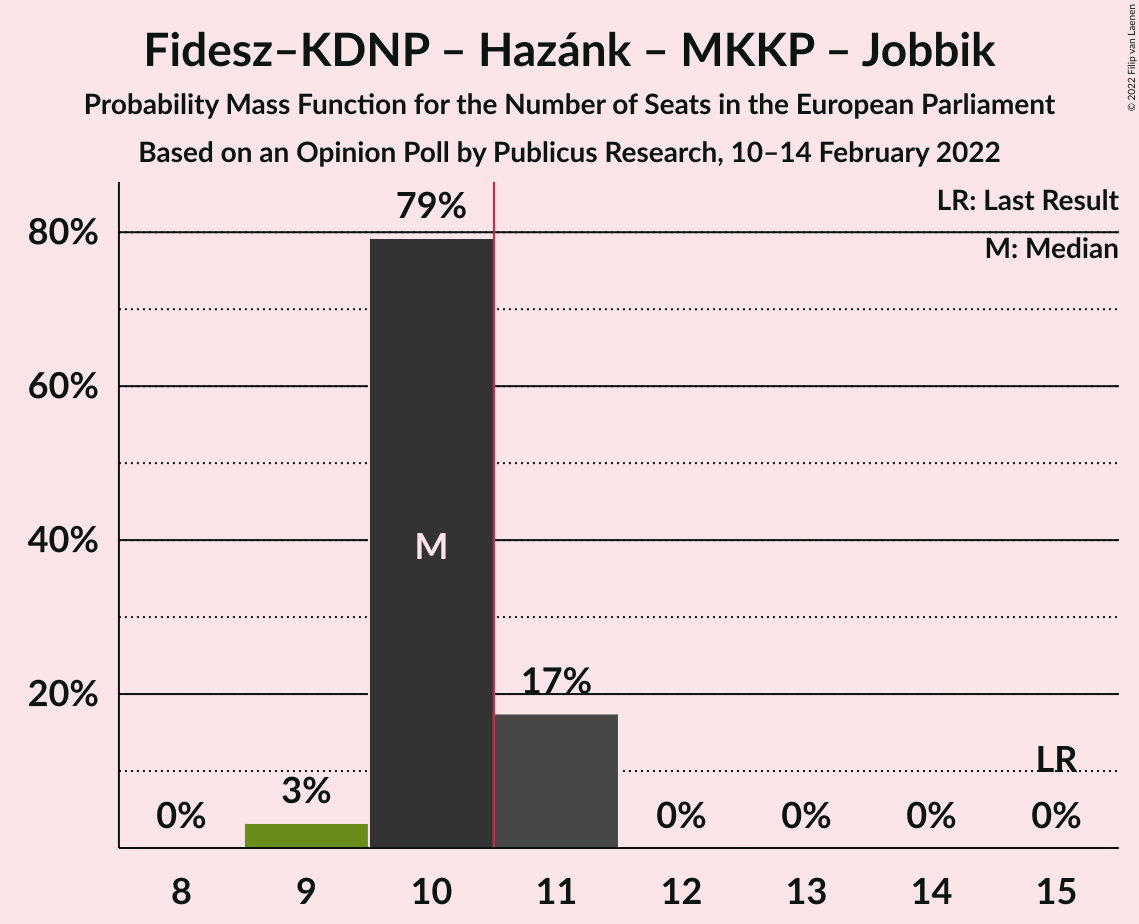 Fidesz–KDNP – Hazánk – MKKP – Jobbik
Probability Mass Function for the Number of Seats in the European Parliament
Based on an Opinion Poll by Publicus Research, 10–14 February 2022
© 2022 Filip van Laenen
LR: Last Result
M: Median
80%
60%
40%
20%
0%
3%
79%
M
17%
0%
0%
0%
LR
0%
8 9 10 11 12 13 14 15